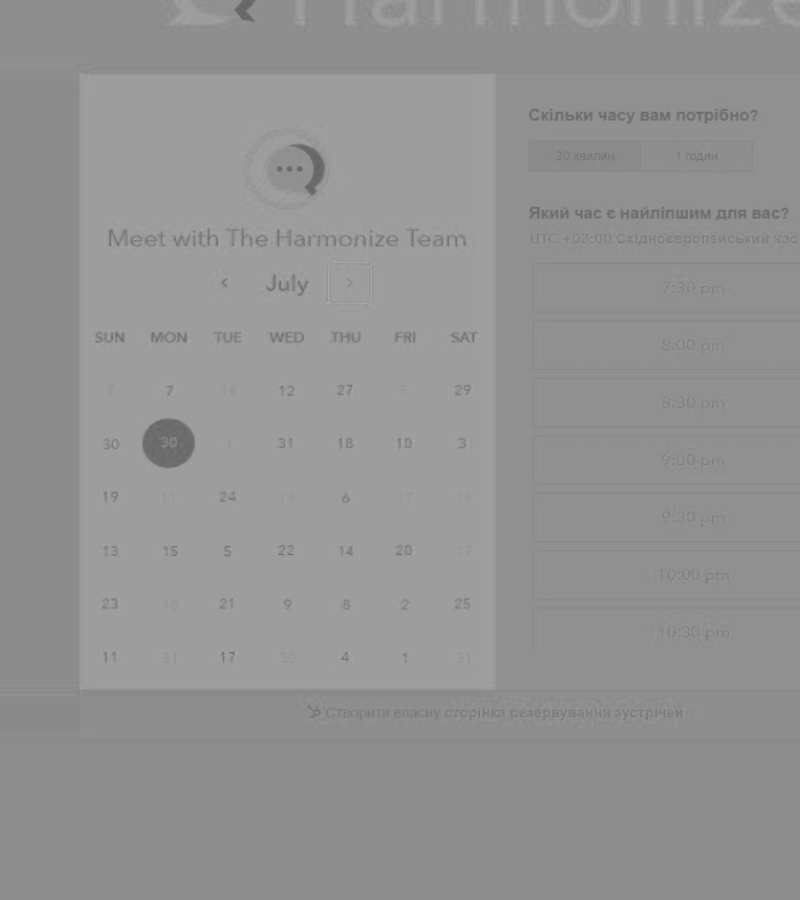 Harmonize
Meet with The Harmonize Team
July
SUN MON TUE WED THU FRI SAT
7 7 14 12 27 5 29
30 30 1 31 18 10 3
19 11 24 19 6 17 16
13 15 5 22 14 20 17
23 10 21 9 8 2 25
11 31 17 30 4 1 31
Скільки часу вам потрібно?
30 хвилин 1 годин
Який час є найліпшим для вас?
UTC +03:00 Східноєвропейський час
7:30 pm
8:00 pm
8:30 pm
9:00 pm
9:30 pm
10:00 pm
10:30 pm
Створити власну сторінка резервування зустрічей